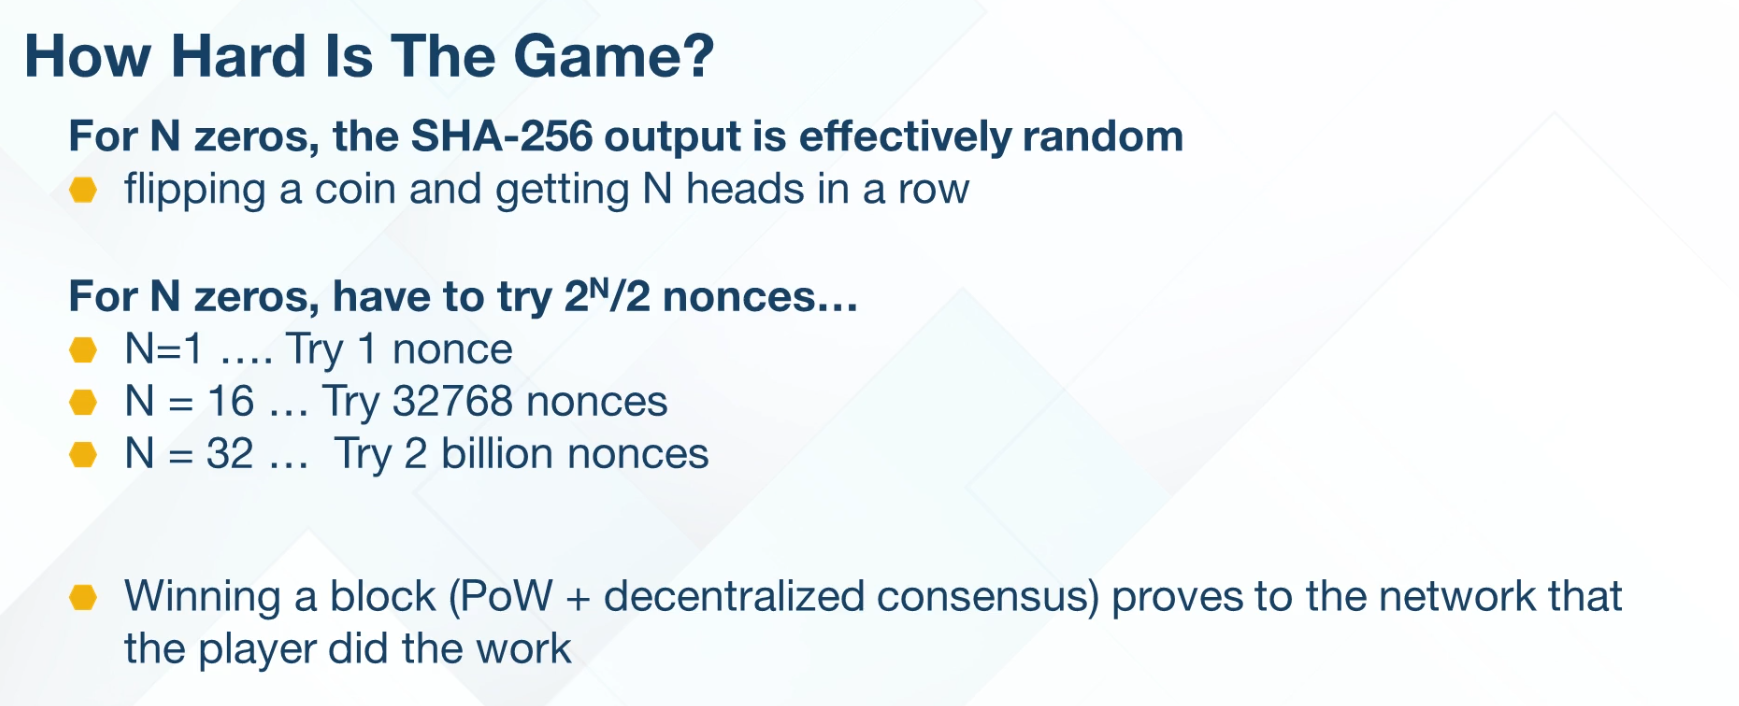 How Hard Is The Game?
For N zeros, the SHA-256 output is effectively random
flipping a coin and getting N heads in a row
For N zeros, have to try 2ᴺ/2 nonces...
N=1 .... Try 1 nonce
N = 16 ... Try 32768 nonces
N = 32 ... Try 2 billion nonces
Winning a block (PoW + decentralized consensus) proves to the network that
the player did the work